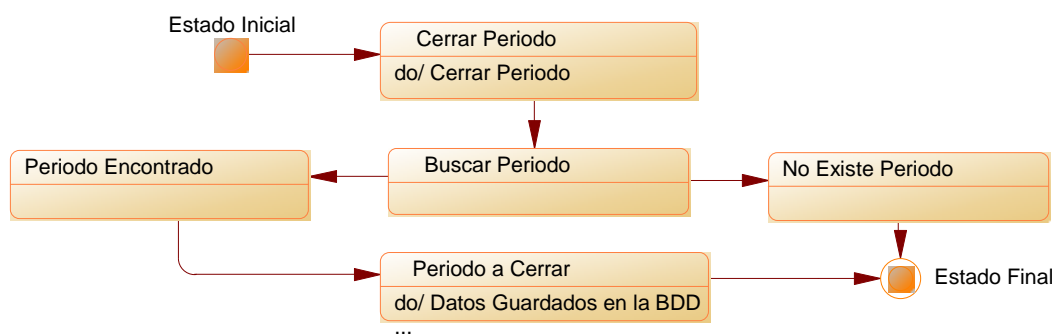 Estado Inicial
Cerrar Periodo
do/ Cerrar Periodo
Periodo Encontrado
Buscar Periodo
No Existe Periodo
Periodo a Cerrar
do/ Datos Guardados en la BDD
...
Estado Final